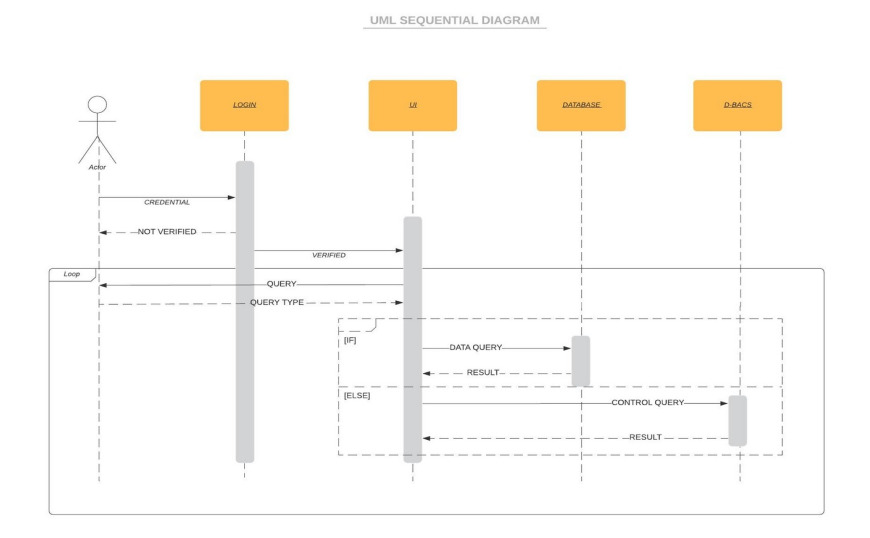 UML SEQUENTIAL DIAGRAM
LOGIN
UI
DATABASE
D-BACS
Actor
CREDENTIAL
NOT VERIFIED
VERIFIED
Loop
QUERY
QUERY TYPE
[IF]
DATA QUERY
RESULT
[ELSE]
CONTROL QUERY
RESULT